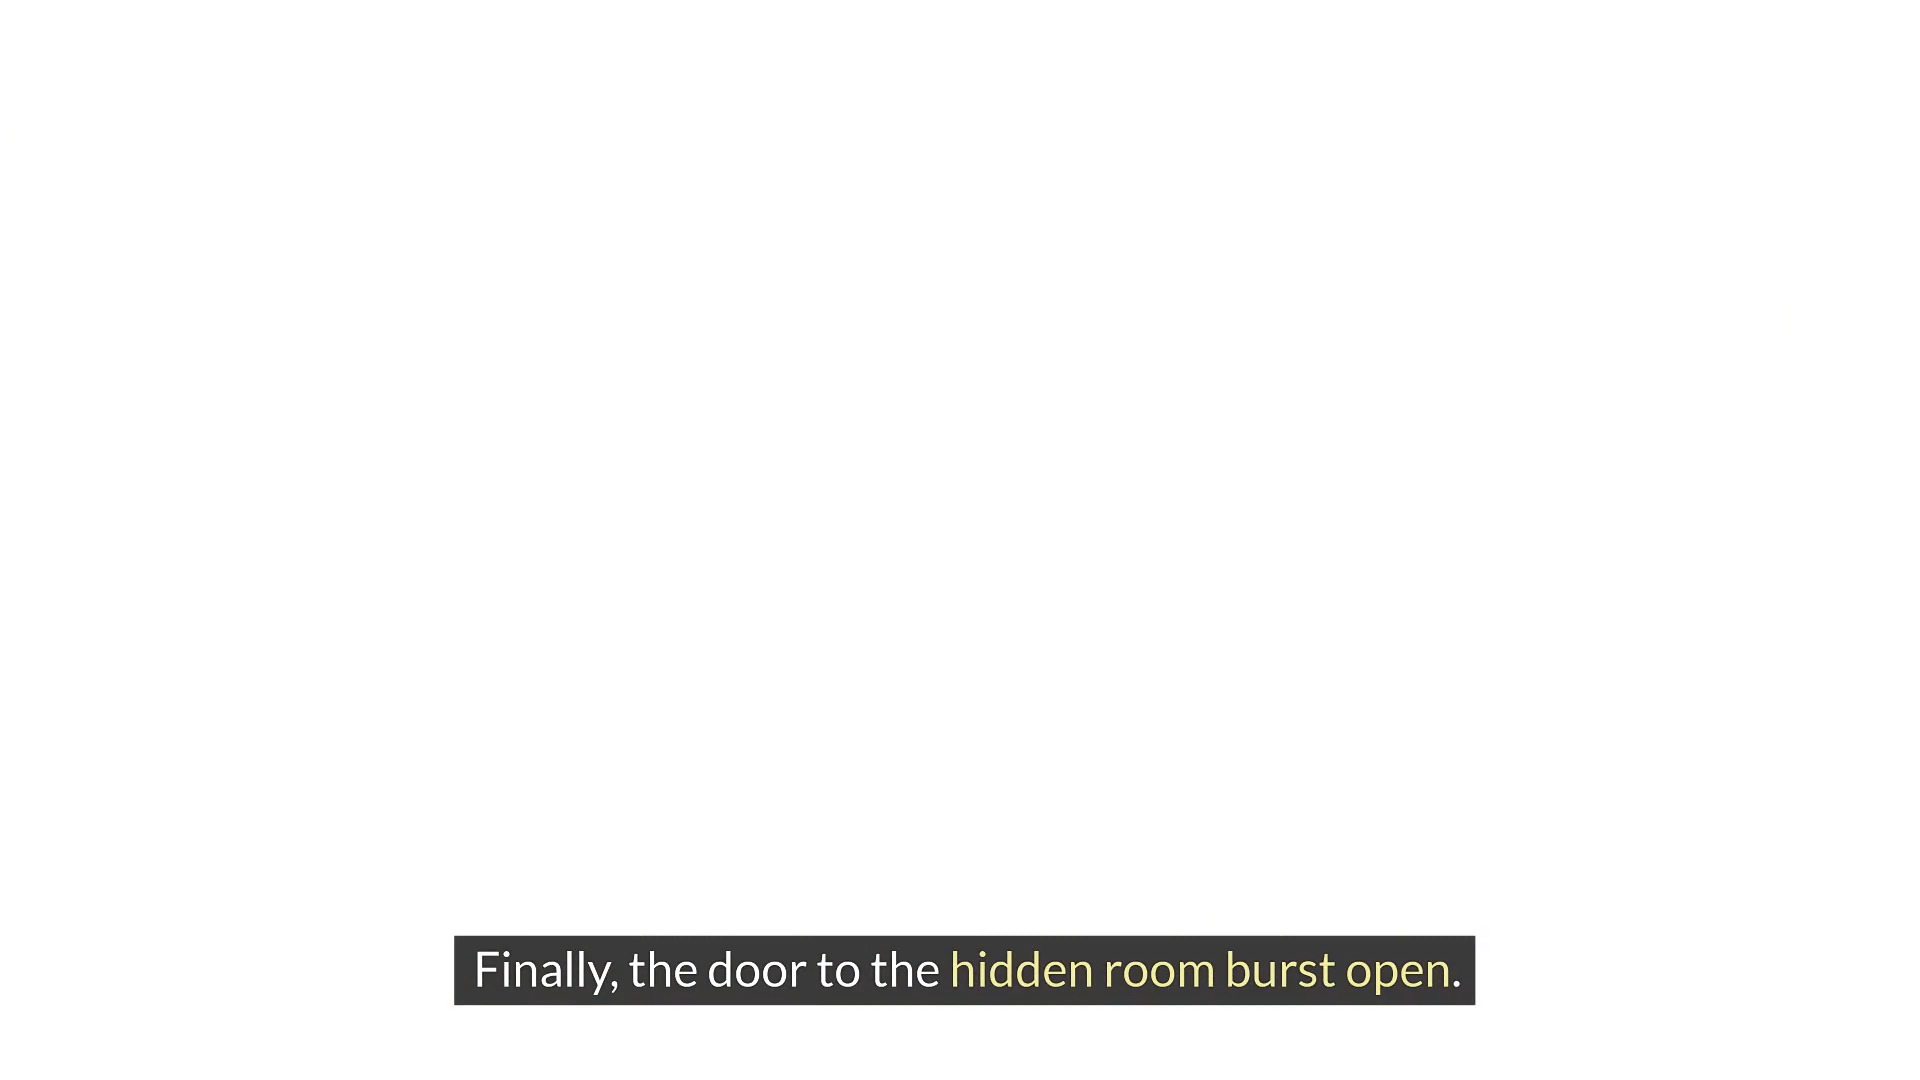 Finally, the door to the hidden room burst open.